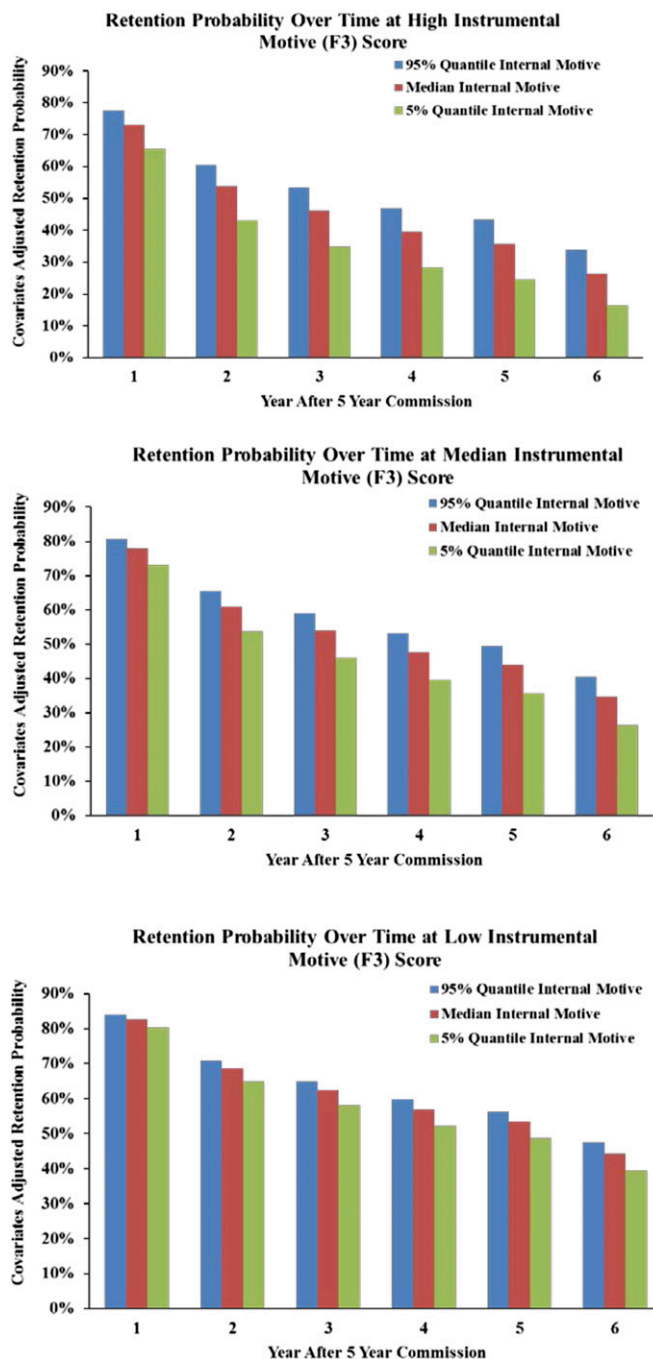 Retention Probability Over Time at High Instrumental
Motive (F3) Score
95% Quantile Internal Motive
Median Internal Motive
5% Quantile Internal Motive
Covariates Adjusted Retention Probability
90%
80%
70%
60%
50%
40%
30%
20%
10%
0%
1 2 3 4 5 6
Year After 5 Year Commission
Retention Probability Over Time at Median Instrumental
Motive (F3) Score
95% Quantile Internal Motive
Median Internal Motive
5% Quantile Internal Motive
Covariates Adjusted Retention Probability
90%
80%
70%
60%
50%
40%
30%
20%
10%
0%
1 2 3 4 5 6
Year After 5 Year Commission
Retention Probability Over Time at Low Instrumental
Motive (F3) Score
95% Quantile Internal Motive
Median Internal Motive
5% Quantile Internal Motive
Covariates Adjusted Retention Probability
90%
80%
70%
60%
50%
40%
30%
20%
10%
0%
1 2 3 4 5 6
Year After 5 Year Commission